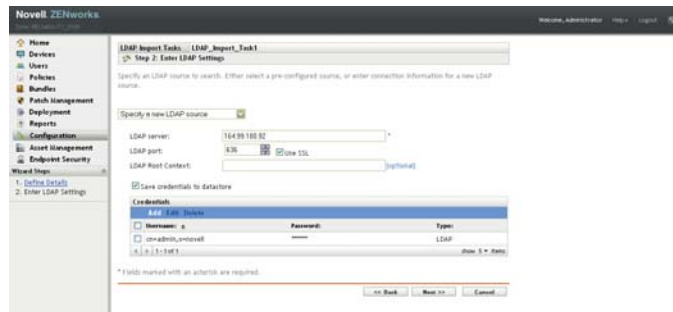 Novell ZENworks
Welcome, Administrator Help Logout
Home
Devices
Users
Policies
Bundles
Patch Management
Deployment
Reports
Configuration
Asset Management
Endpoint Security
Wizard Steps
1. Define Details
2. Enter LDAP Settings
LDAP Import Tasks LDAP_Import_Task1
Step 2: Enter LDAP Settings
Specify an LDAP source to search. Either select a pre-configured source, or enter connection information for a new LDAP
source.
Specify a new LDAP source
LDAP server: 164.99.180.92 *
LDAP port: 636 Use SSL
LDAP Root Context: (optional)
Save credentials to datastore
Credentials
Add Edit Delete
Username: Password: Type:
cn=admin,o=novell ****** LDAP
1 - 1 of 1 show 5 items
* Fields marked with an asterisk are required.
<< Back Next >> Cancel